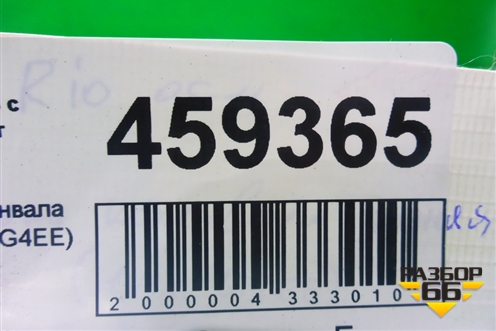 с
Rio
т
459365
нвала
G4EE)
2 000004 333010
РАЗБОР
66